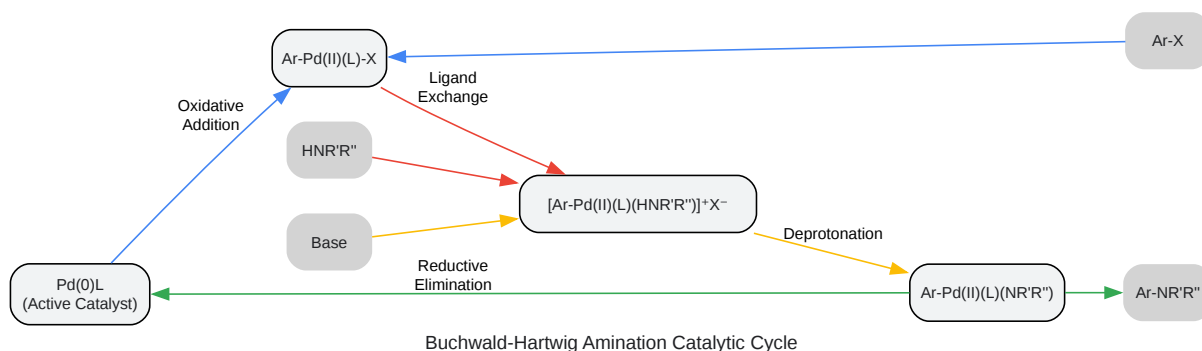 Ar-X
Ar-Pd(II)(L)-X
Ligand
Exchange
Oxidative
Addition
HNR'R"
[Ar-Pd(II)(L)(HNR'R")]⁺X⁻
Base
Deprotonation
Pd(0)L
(Active Catalyst)
Reductive
Elimination
Ar-Pd(II)(L)(NR'R")
Ar-NR'R"
Buchwald-Hartwig Amination Catalytic Cycle